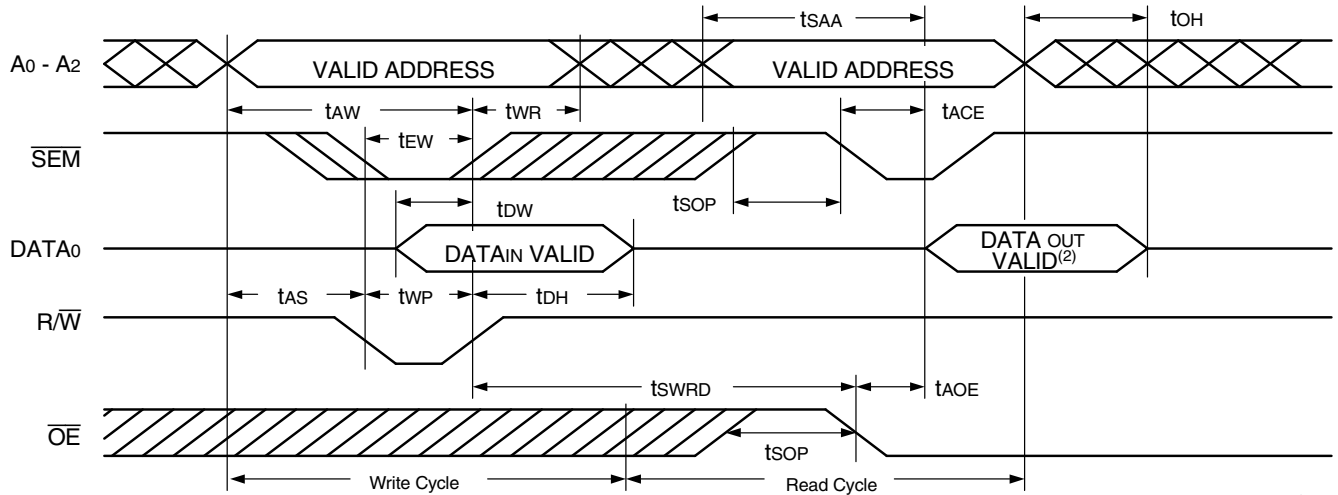 tSAA tOH
A0 - A2 VALID ADDRESS VALID ADDRESS
tAW tWR tACE
SEM tEW
tSOP
tDW
DATA0 DATAIN VALID DATA OUT
VALID(2)
tAS tWP tDH
R/W
tSWRD tAOE
OE
tSOP
Write Cycle Read Cycle